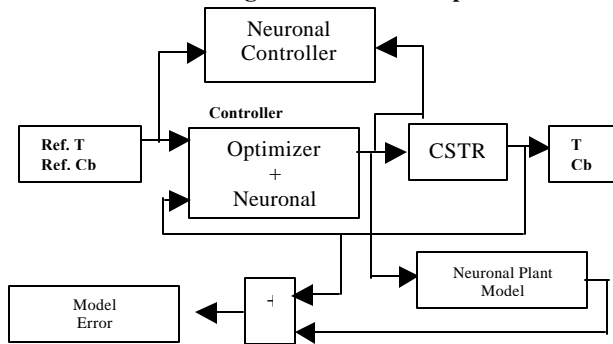 Neuronal
Controller
Controller
Ref. T
Ref. Cb
Optimizer
+
Neuronal
CSTR
T
Cb
Neuronal Plant
Model
Model
Error